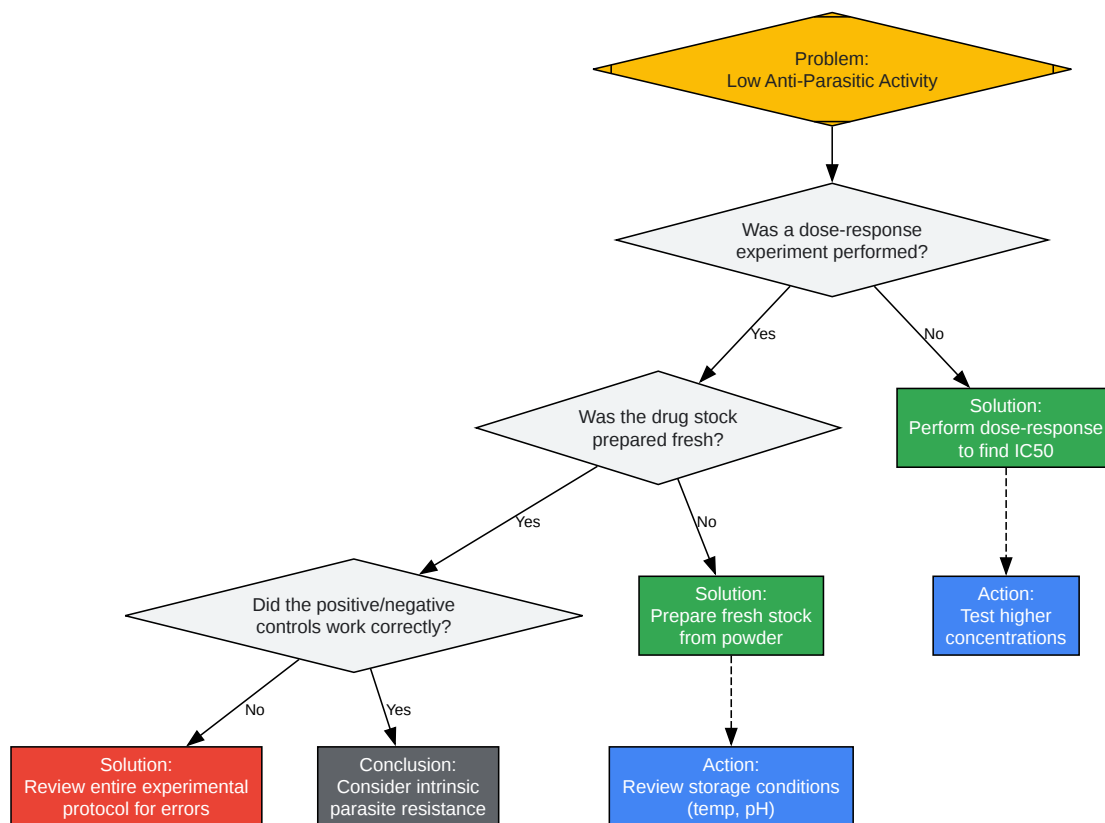 Problem:
Low Anti-Parasitic Activity
Was a dose-response
experiment performed?
Yes
No
Was the drug stock
prepared fresh?
Solution:
Perform dose-response
to find IC50
Yes
No
Did the positive/negative
controls work correctly?
Solution:
Prepare fresh stock
from powder
Action:
Test higher
concentrations
No
Yes
Solution:
Review entire experimental
protocol for errors
Conclusion:
Consider intrinsic
parasite resistance
Action:
Review storage conditions
(temp, pH)